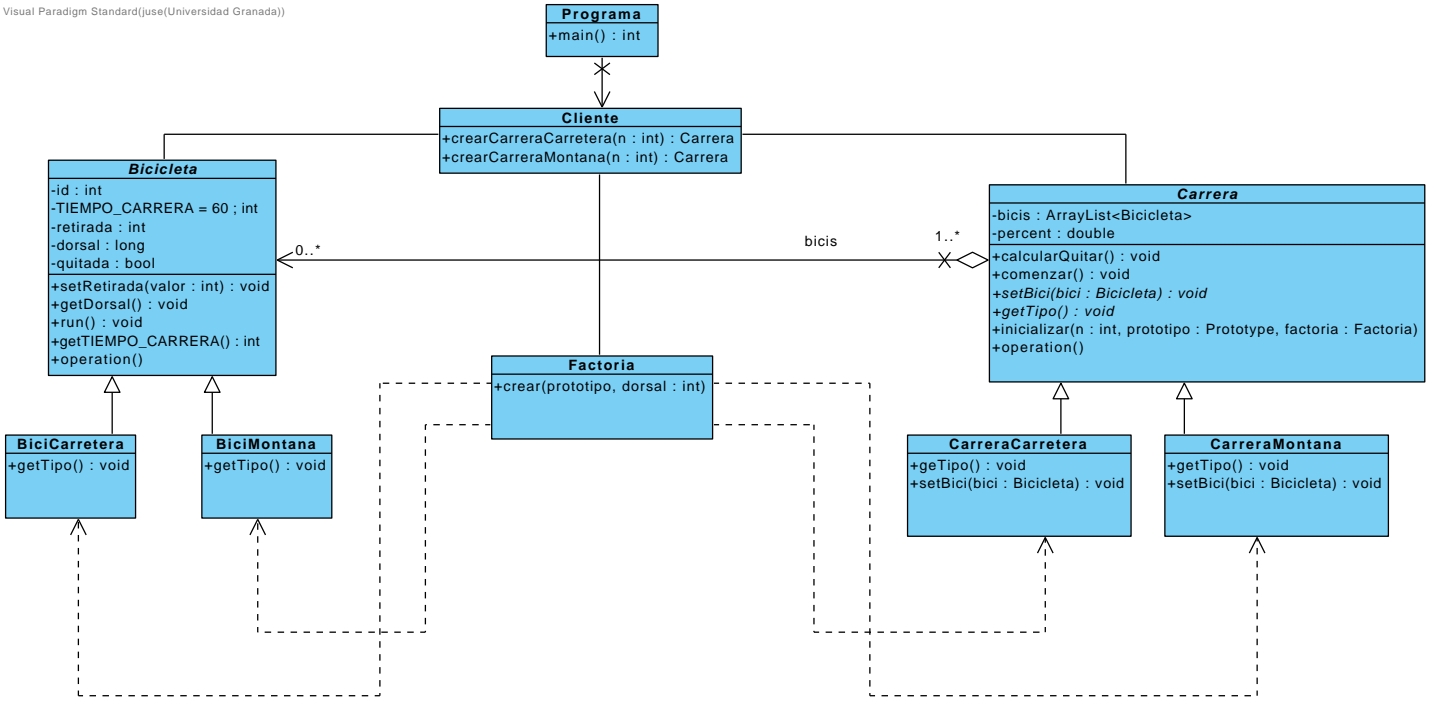 Visual Paradigm Standard(juse(Universidad Granada))
Programa
+main() : int
Cliente
+crearCarreraCarretera(n : int) : Carrera
+crearCarreraMontana(n : int) : Carrera
Bicicleta
-id : int
-TIEMPO_CARRERA = 60 ; int
-retirada : int
-dorsal : long
-quitada : bool
+setRetirada(valor : int) : void
+getDorsal() : void
+run() : void
+getTIEMPO_CARRERA() : int
+operation()
0..*
bicis
1..*
Carrera
-bicis : ArrayList<Bicicleta>
-percent : double
+calcularQuitar() : void
+comenzar() : void
+setBici(bici : Bicicleta) : void
+getTipo() : void
+inicializar(n : int, prototipo : Prototype, factoria : Factoria)
+operation()
Factoria
+crear(prototipo, dorsal : int)
BiciCarretera
+getTipo() : void
BiciMontana
+getTipo() : void
CarreraCarretera
+geTipo() : void
+setBici(bici : Bicicleta) : void
CarreraMontana
+getTipo() : void
+setBici(bici : Bicicleta) : void